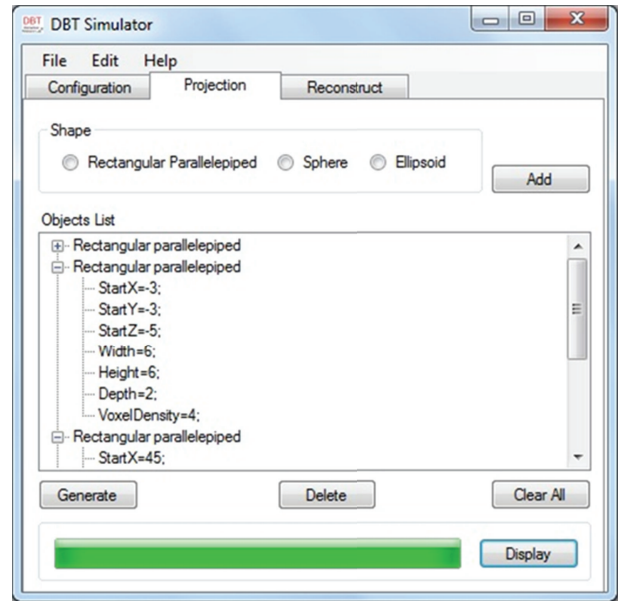 DBT DBT Simulator
File Edit Help
Configuration Projection Reconstruct
Shape
Rectangular Parallelepiped Sphere Ellipsoid
Add
Objects List
Rectangular parallelepiped
Rectangular parallelepiped
StartX=-3;
StartY=-3;
StartZ=-5;
Width=6;
Height=6;
Depth=2;
VoxelDensity=4;
Rectangular parallelepiped
StartX=45;
Generate Delete Clear All
Display